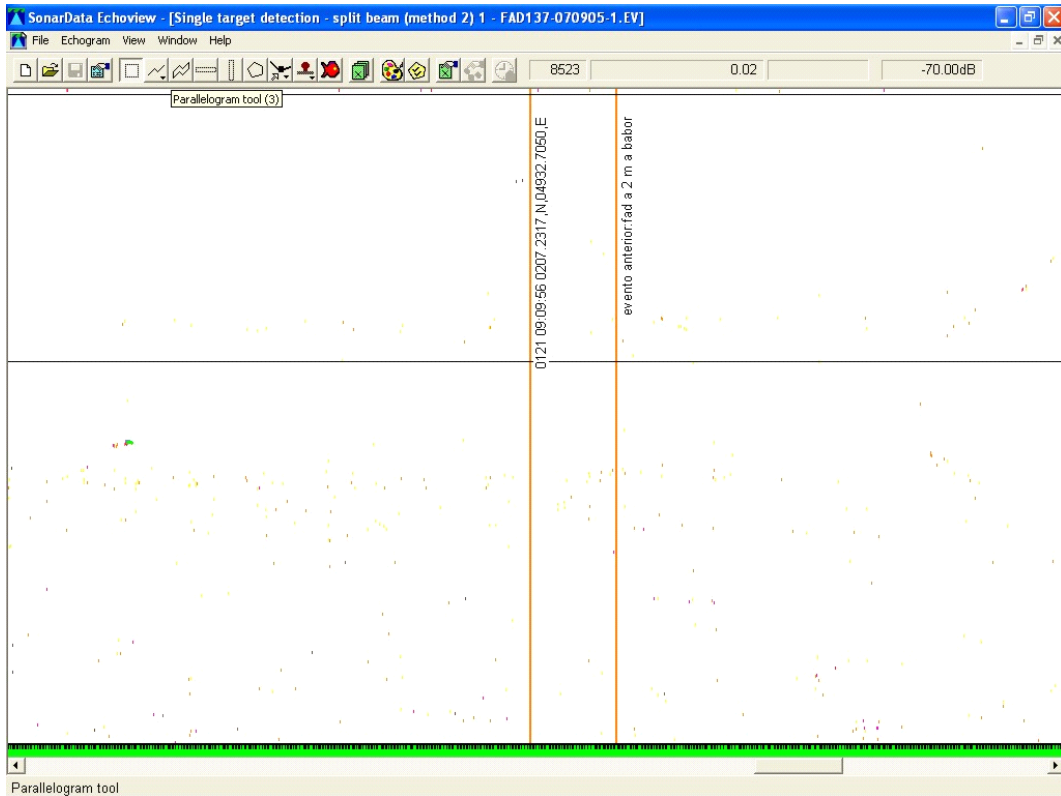 SonarData Echoview - [Single target detection - split beam (method 2) 1 - FAD137-070905-1.EV]
File Echogram View Window Help
8523 0.02 -70.00dB
Parallelogram tool (3)
0121 09:09:56 0207.2317,N,04932.7050,E
evento anterior:fad a 2 m a babor
Parallelogram tool